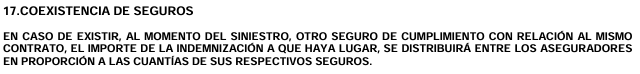 17.COEXISTENCIA DE SEGUROS
EN CASO DE EXISTIR, AL MOMENTO DEL SINIESTRO, OTRO SEGURO DE CUMPLIMIENTO CON RELACIÓN AL MISMO
CONTRATO, EL IMPORTE DE LA INDEMNIZACIÓN A QUE HAYA LUGAR, SE DISTRIBUIRÁ ENTRE LOS ASEGURADORES
EN PROPORCIÓN A LAS CUANTÍAS DE SUS RESPECTIVOS SEGUROS.